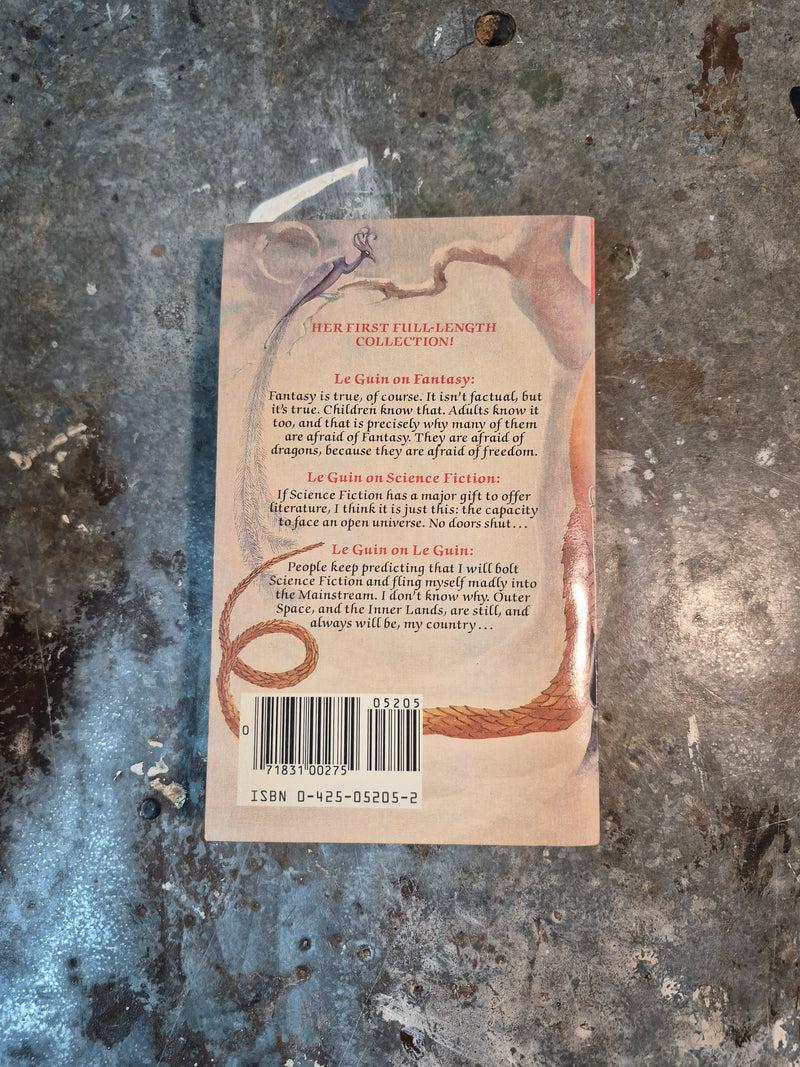 HER FIRST FULL-LENGTH
COLLECTION!
Le Guin on Fantasy:
Fantasy is true, of course. It isn't factual, but
it's true. Children know that. Adults know it
too, and that is precisely why many of them
are afraid of Fantasy. They are afraid of
dragons, because they are afraid of freedom.
Le Guin on Science Fiction:
If Science Fiction has a major gift to offer
literature, I think it is just this: the capacity
to face an open universe. No doors shut...
Le Guin on Le Guin:
People keep predicting that I will bolt
Science Fiction and fling myself madly into
the Mainstream. I don't know why. Outer
Space, and the Inner Lands, are still, and
always will be, my country...
05205
0
71831 00275
ISBN 0-425-05205-2